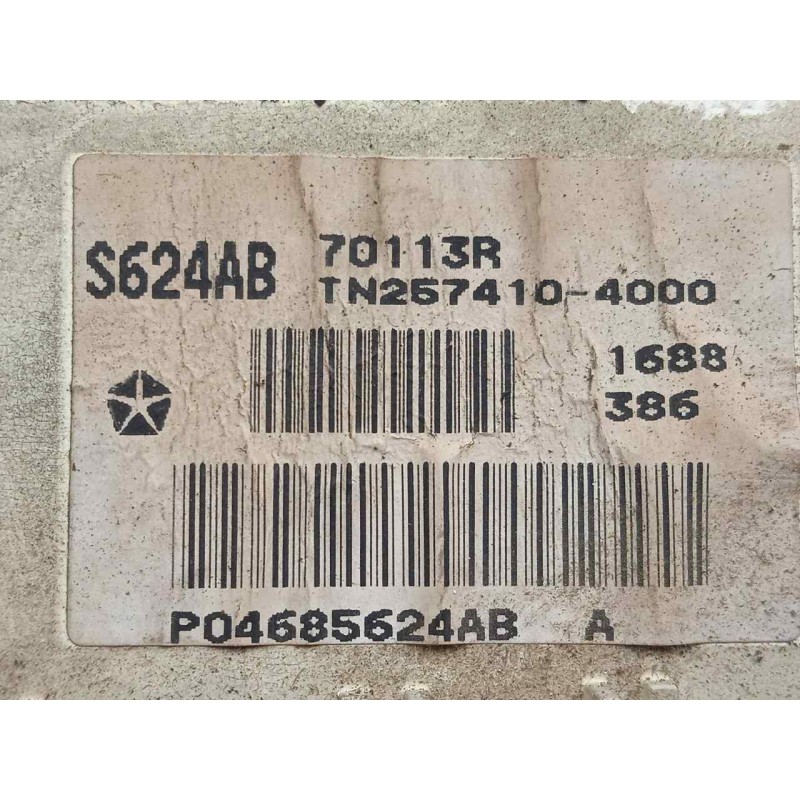 S624AB 70113R
TN257410-4000
1688
386
P04685624AB A